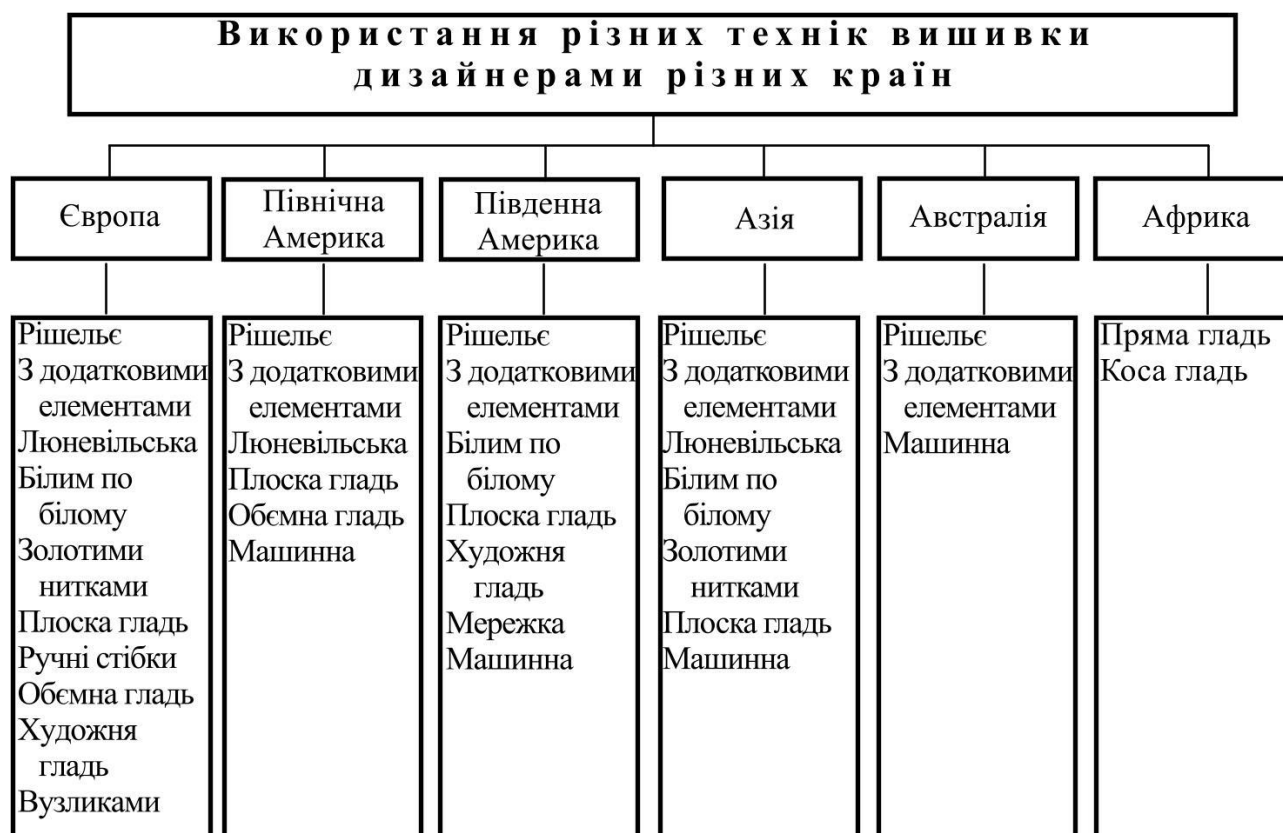 Використання різних технік вишивки
дизайнерами різних країн
Європа
Північна
Америка
Південна
Америка
Азія
Австралія
Африка
Рішельє
З додатковими
елементами
Люневільська
Білим по
білому
Золотими
нитками
Плоска гладь
Ручні стібки
Обємна гладь
Художня
гладь
Вузликами
Рішельє
З додатковими
елементами
Люневільська
Плоска гладь
Обємна гладь
Машинна
Рішельє
З додатковими
елементами
Білим по
білому
Плоска гладь
Художня
гладь
Мережка
Машинна
Рішельє
З додатковими
елементами
Люневільська
Білим по
білому
Золотими
нитками
Плоска гладь
Машинна
Рішельє
З додатковими
елементами
Машинна
Пряма гладь
Коса гладь